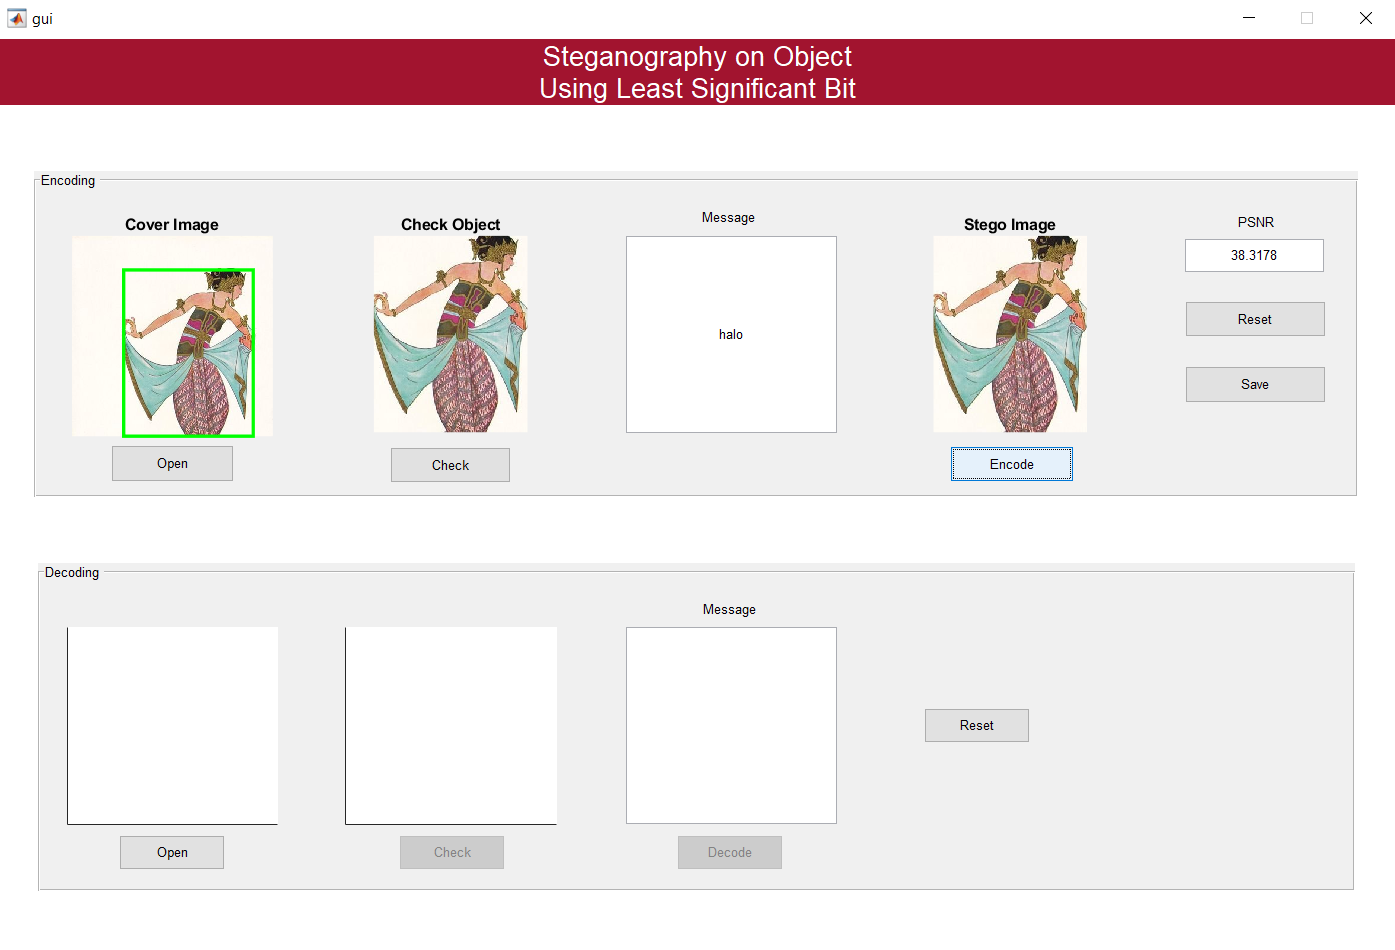 gui
Steganography on Object
Using Least Significant Bit
Encoding
Cover Image
Check Object
Message
Stego Image
PSNR
38.3178
halo
Reset
Save
Open
Check
Encode
Decoding
Message
Reset
Open
Check
Decode